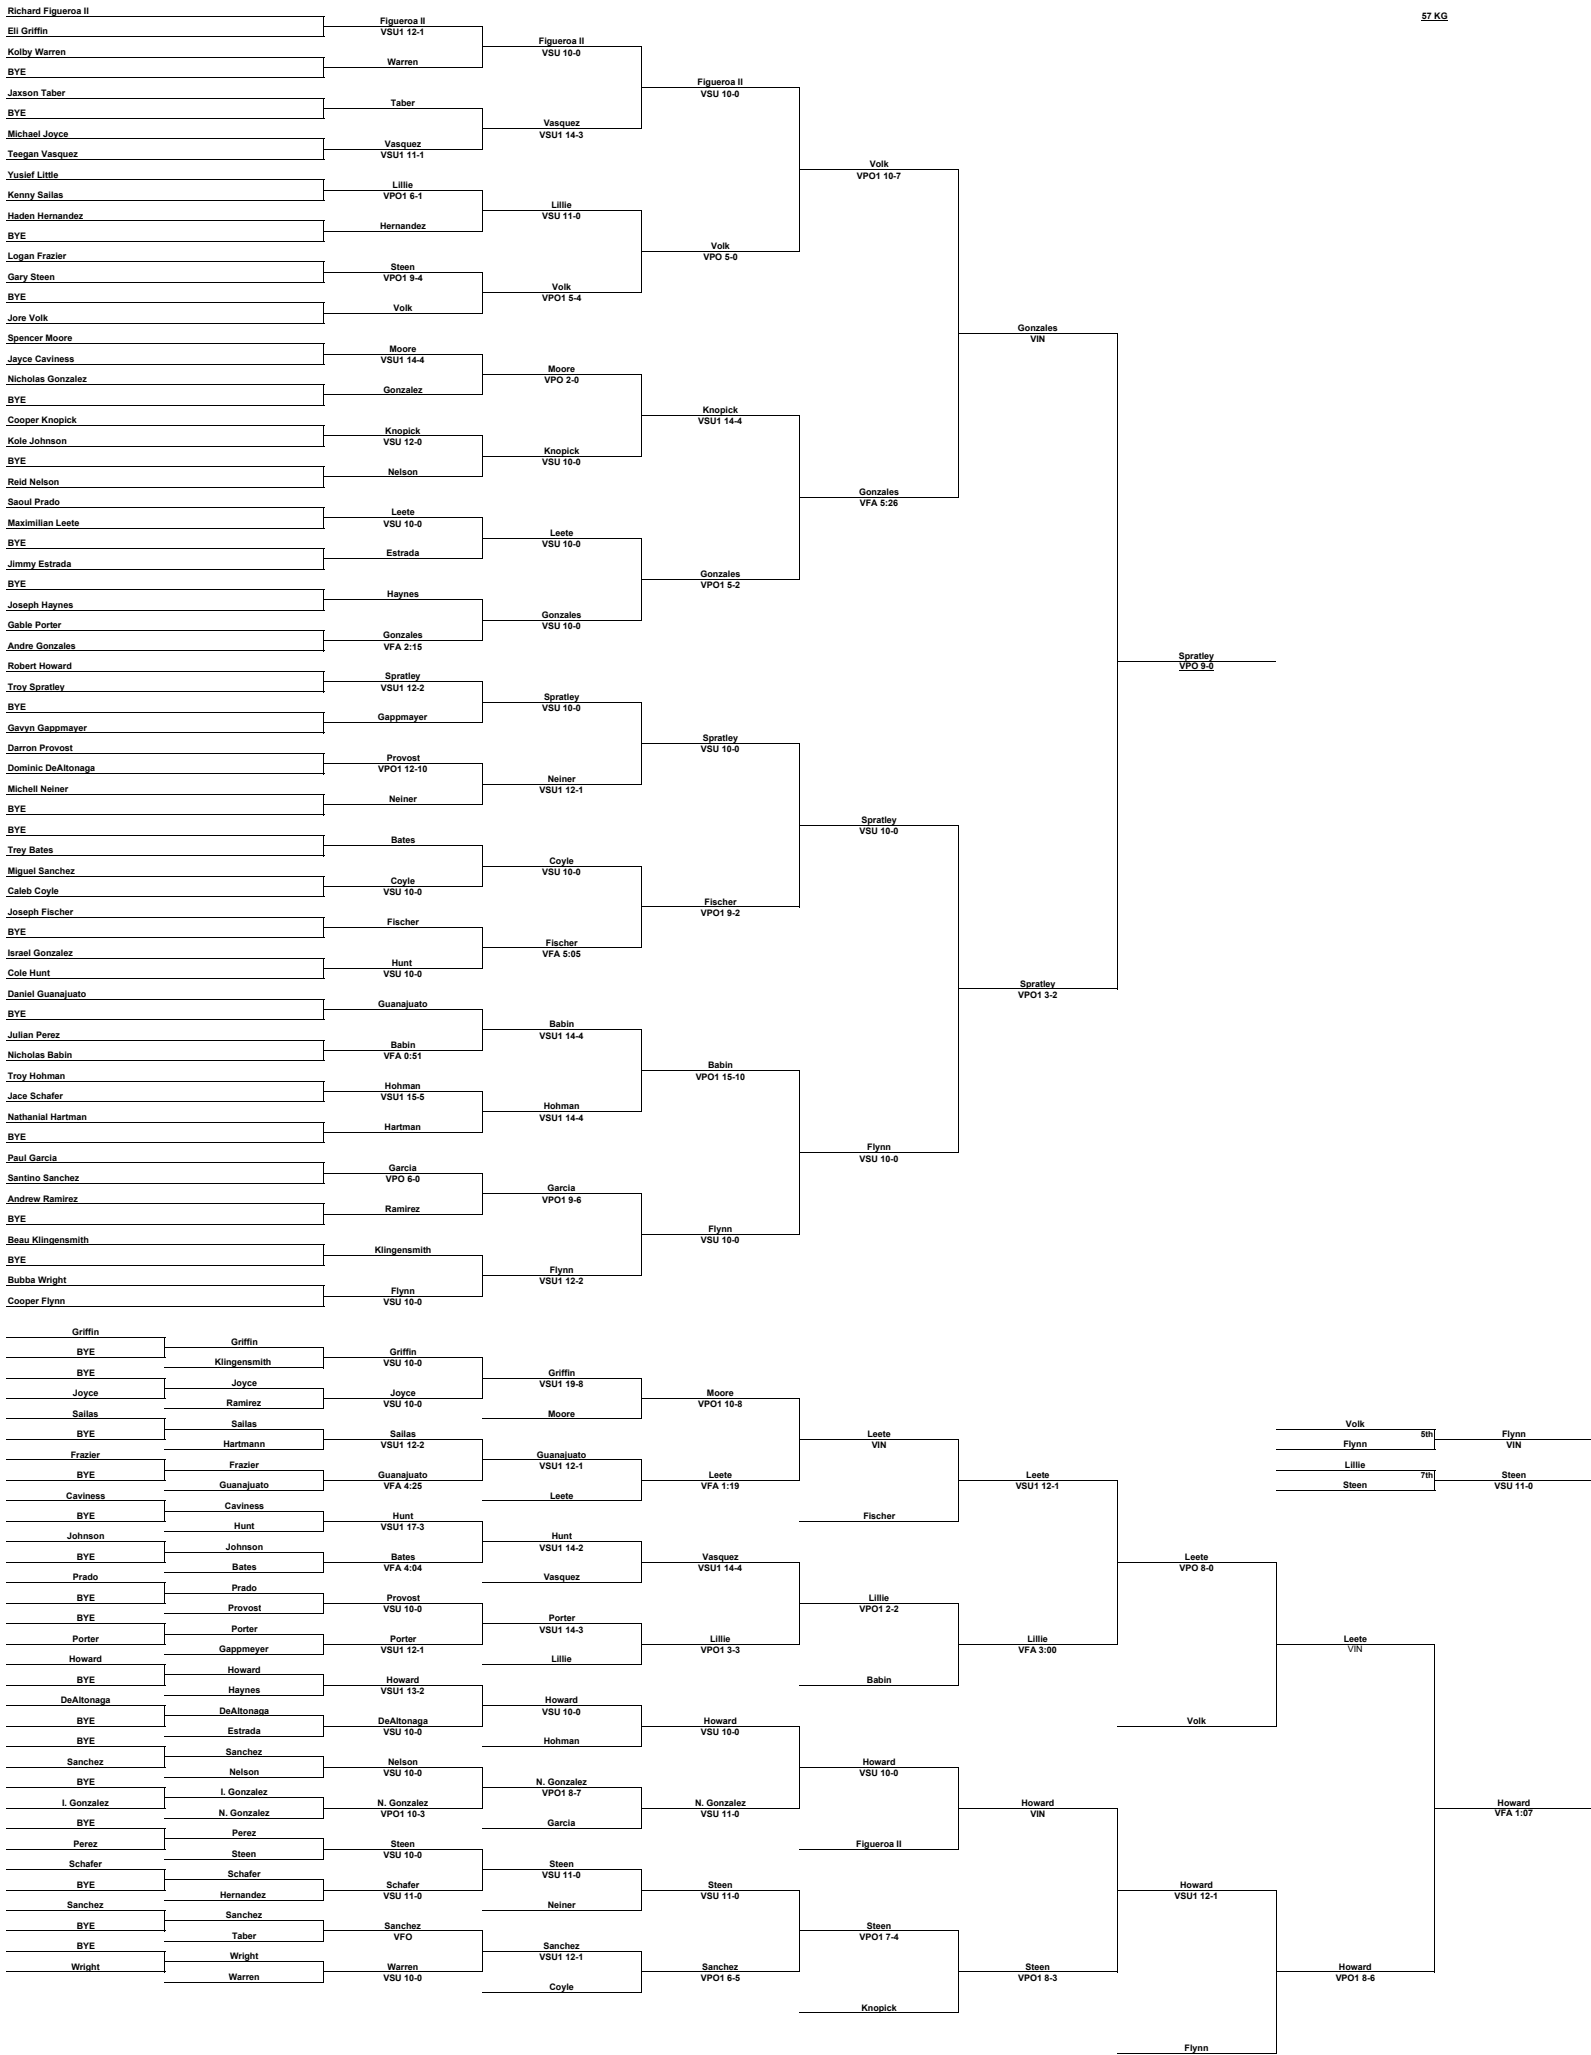 57 KG
Richard Figueroa II
Eli Griffin
Kolby Warren
BYE
Jaxson Taber
BYE
Michael Joyce
Teegan Vasquez
Yusief Little
Kenny Sailas
Haden Hernandez
BYE
Logan Frazier
Gary Steen
BYE
Jore Volk
Spencer Moore
Jayce Caviness
Nicholas Gonzalez
BYE
Cooper Knopick
Kole Johnson
BYE
Reid Nelson
Saoul Prado
Maximilian Leete
BYE
Jimmy Estrada
BYE
Joseph Haynes
Gable Porter
Andre Gonzales
Robert Howard
Troy Spratley
BYE
Gavyn Gappmayer
Darron Provost
Dominic DeAltonaga
Michell Neiner
BYE
BYE
Trey Bates
Miguel Sanchez
Caleb Coyle
Joseph Fischer
BYE
Israel Gonzalez
Cole Hunt
Daniel Guanajuato
BYE
Julian Perez
Nicholas Babin
Troy Hohman
Jace Schafer
Nathanial Hartman
BYE
Paul Garcia
Santino Sanchez
Andrew Ramirez
BYE
Beau Klingensmith
BYE
Bubba Wright
Cooper Flynn
Figueroa II
VSU1 12-1
Warren
Taber
Vasquez
VSU1 11-1
Lillie
VPO1 6-1
Hernandez
Steen
VPO1 9-4
Volk
Moore
VSU1 14-4
Gonzalez
Knopick
VSU 12-0
Nelson
Leete
VSU 10-0
Estrada
Haynes
Gonzales
VFA 2:15
Spratley
VSU1 12-2
Gappmayer
Provost
VPO1 12-10
Neiner
Bates
Coyle
VSU 10-0
Fischer
Hunt
VSU 10-0
Guanajuato
Babin
VFA 0:51
Hohman
VSU1 15-5
Hartman
Garcia
VPO 6-0
Ramirez
Klingensmith
Flynn
VSU 10-0
Figueroa II
VSU 10-0
Vasquez
VSU1 14-3
Lillie
VSU 11-0
Volk
VPO1 5-4
Moore
VPO 2-0
Knopick
VSU 10-0
Leete
VSU 10-0
Gonzales
VSU 10-0
Spratley
VSU 10-0
Neiner
VSU1 12-1
Coyle
VSU 10-0
Fischer
VFA 5:05
Babin
VSU1 14-4
Hohman
VSU1 14-4
Garcia
VPO1 9-6
Flynn
VSU1 12-2
Figueroa II
VSU 10-0
Volk
VPO 5-0
Knopick
VSU1 14-4
Gonzales
VPO1 5-2
Spratley
VSU 10-0
Fischer
VPO1 9-2
Babin
VPO1 15-10
Flynn
VSU 10-0
Volk
VPO1 10-7
Gonzales
VFA 5:26
Spratley
VSU 10-0
Flynn
VSU 10-0
Gonzales
VIN
Spratley
VPO1 3-2
Spratley
VPO 9-0
Griffin
BYE
BYE
Joyce
Sailas
BYE
Frazier
BYE
Caviness
BYE
Johnson
BYE
Prado
BYE
BYE
Porter
Howard
BYE
DeAltonaga
BYE
BYE
Sanchez
BYE
I. Gonzalez
BYE
Perez
Schafer
BYE
Sanchez
BYE
BYE
Wright
Griffin
Klingensmith
Joyce
Ramirez
Sailas
Hartmann
Frazier
Guanajuato
Caviness
Hunt
Johnson
Bates
Prado
Provost
Porter
Gappmeyer
Howard
Haynes
DeAltonaga
Estrada
Sanchez
Nelson
I. Gonzalez
N. Gonzalez
Perez
Steen
Schafer
Hernandez
Sanchez
Taber
Wright
Warren
Griffin
VSU 10-0
Joyce
VSU 10-0
Sailas
VSU1 12-2
Guanajuato
VFA 4:25
Hunt
VSU1 17-3
Bates
VFA 4:04
Provost
VSU 10-0
Porter
VSU1 12-1
Howard
VSU1 13-2
DeAltonaga
VSU 10-0
Nelson
VSU 10-0
N. Gonzalez
VPO1 10-3
Steen
VSU 10-0
Schafer
VSU 11-0
Sanchez
VFO
Warren
VSU 10-0
Griffin
VSU1 19-8
Moore
Guanajuato
VSU1 12-1
Leete
Hunt
VSU1 14-2
Vasquez
Porter
VSU1 14-3
Lillie
Howard
VSU 10-0
Hohman
N. Gonzalez
VPO1 8-7
Garcia
Steen
VSU 11-0
Neiner
Sanchez
VSU1 12-1
Coyle
Moore
VPO1 10-8
Leete
VFA 1:19
Vasquez
VSU1 14-4
Lillie
VPO1 3-3
Howard
VSU 10-0
N. Gonzalez
VSU 11-0
Steen
VSU 11-0
Sanchez
VPO1 6-5
Leete
VIN
Fischer
Lillie
VPO1 2-2
Babin
Howard
VSU 10-0
Figueroa II
Steen
VPO1 7-4
Knopick
Leete
VSU1 12-1
Lillie
VFA 3:00
Howard
VIN
Steen
VPO1 8-3
Leete
VPO 8-0
Volk
Howard
VSU1 12-1
Flynn
Leete
VIN
Howard
VPO1 8-6
Howard
VFA 1:07
Volk
5th
Flynn
Flynn
VIN
Lillie
7th
Steen
Steen
VSU 11-0